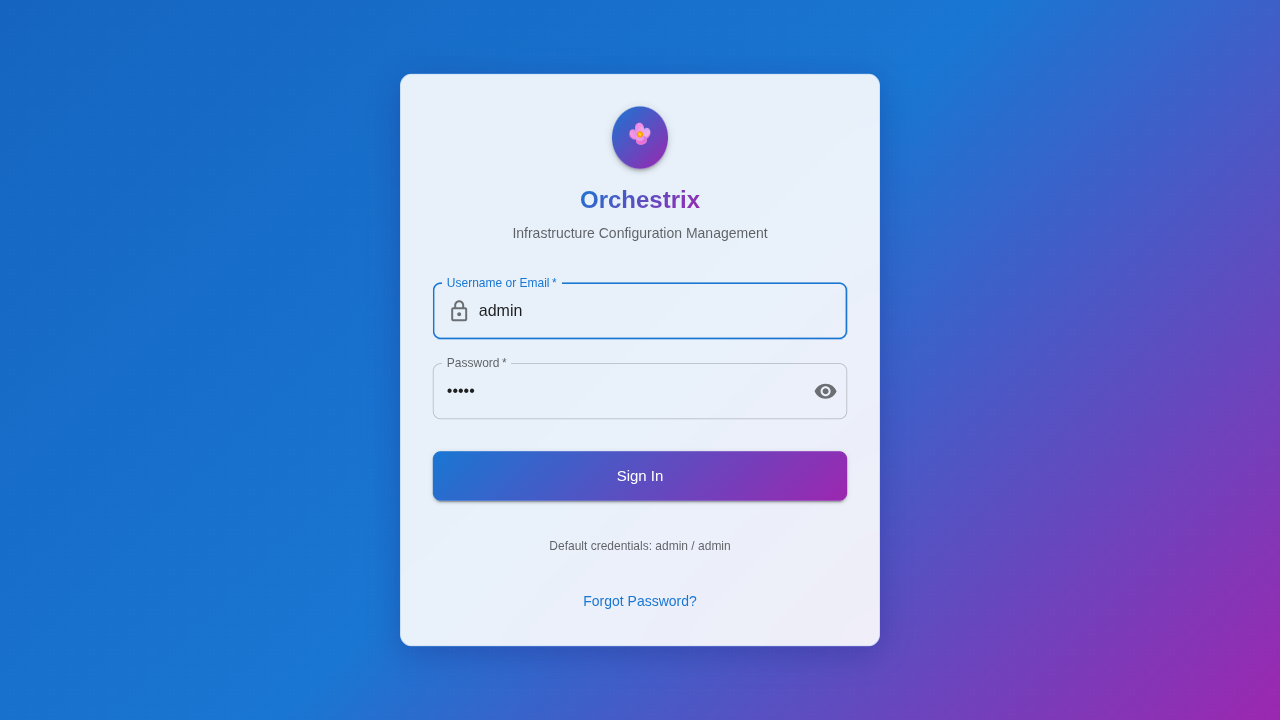 Orchestrix
Infrastructure Configuration Management
Username or Email *
admin
Password *
•••••
Sign In
Default credentials: admin / admin
Forgot Password?